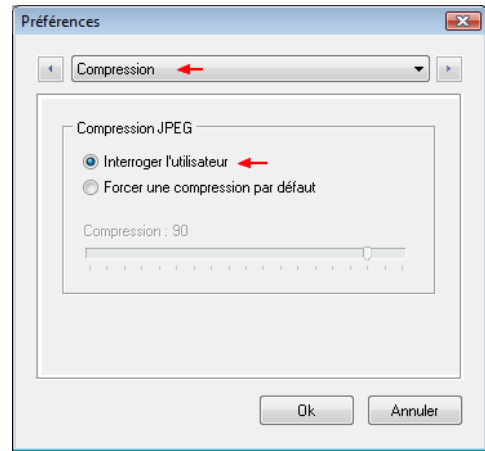 Préférences
Compression
Compression JPEG
Interroger l'utilisateur
Forcer une compression par défaut
Compression : 90
Ok
Annuler